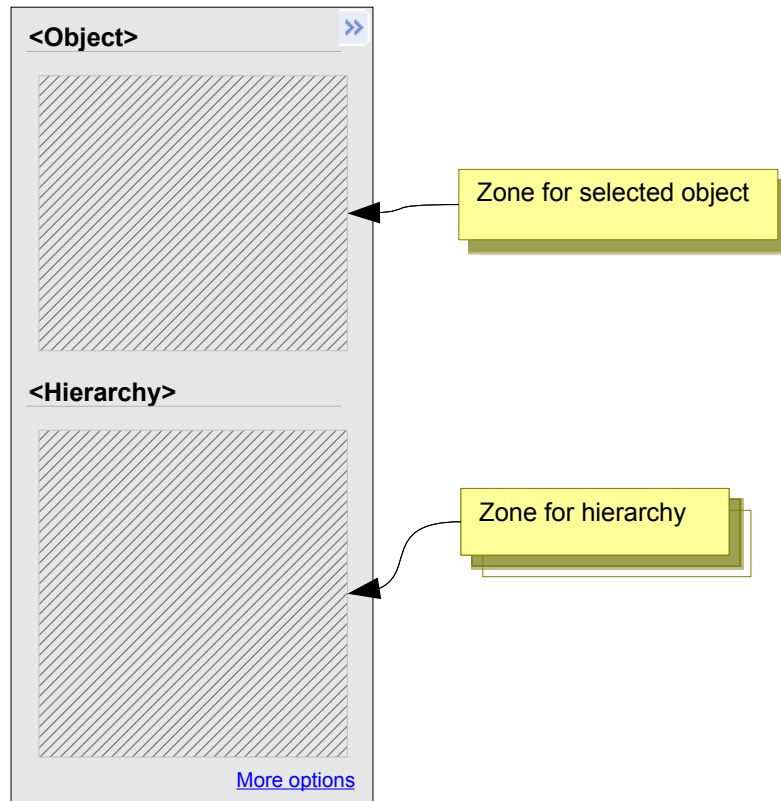 <Object>
Zone for selected object
<Hierarchy>
Zone for hierarchy
More options